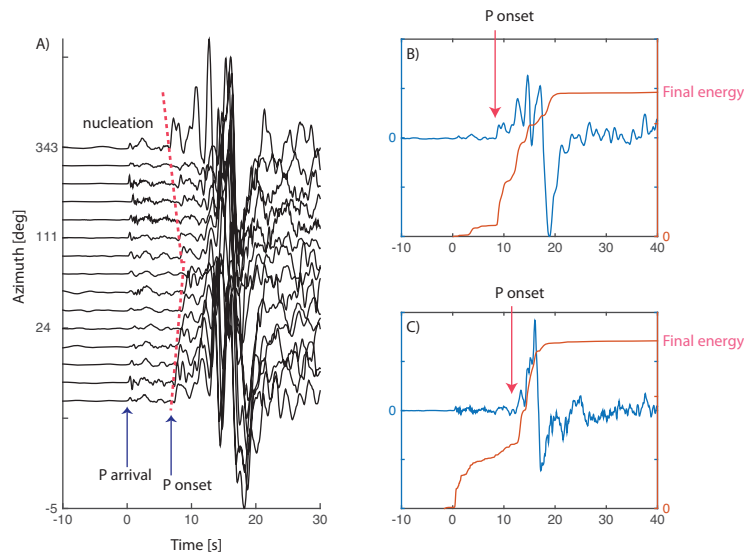 A)
nucleation
343
111
24
-5
Azimuth [deg]
P arrival
P onset
-10
0
10
20
30
Time [s]
P onset
B)
Final energy
0
0
-10
0
10
20
30
40
P onset
C)
Final energy
0
0
-10
0
10
20
30
40